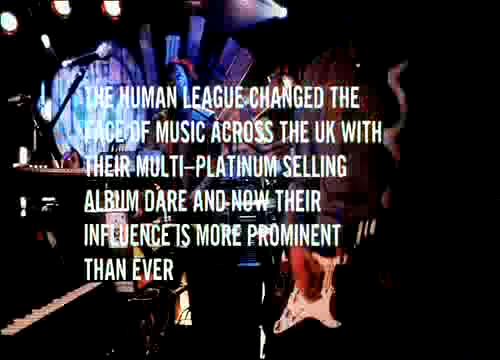 THE HUMAN LEAGUE CHANGED THE
FACE OF MUSIC ACROSS THE UK WITH
THEIR MULTI-PLATINUM SELLING
ALBUM DARE AND NOW THEIR
INFLUENCE IS MORE PROMINENT
THAN EVER